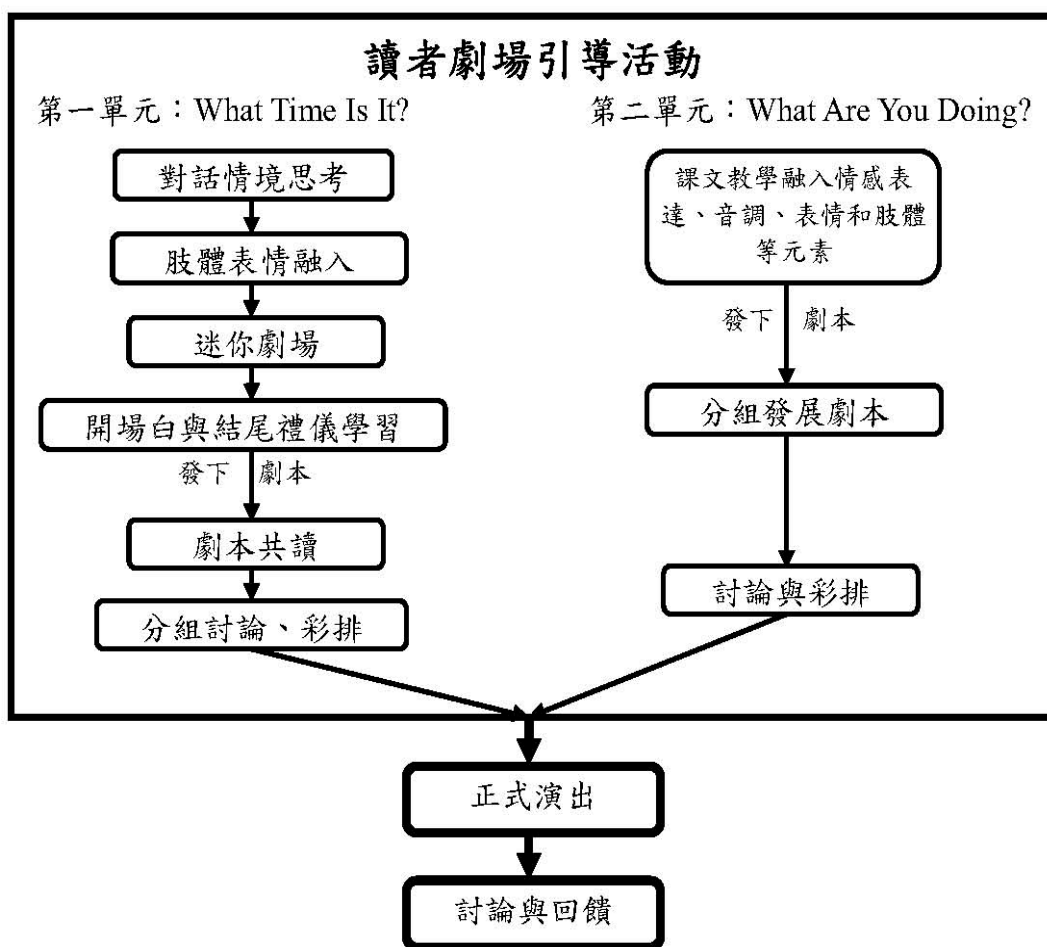 讀者劇場引導活動
第一單元：What Time Is It?
對話情境思考
肢體表情融入
迷你劇場
開場白與結尾禮儀學習
發下 劇本
劇本共讀
分組討論、彩排
第二單元：What Are You Doing?
課文教學融入情感表
達、音調、表情和肢體
等元素
發下 劇本
分組發展劇本
討論與彩排
正式演出
討論與回饋